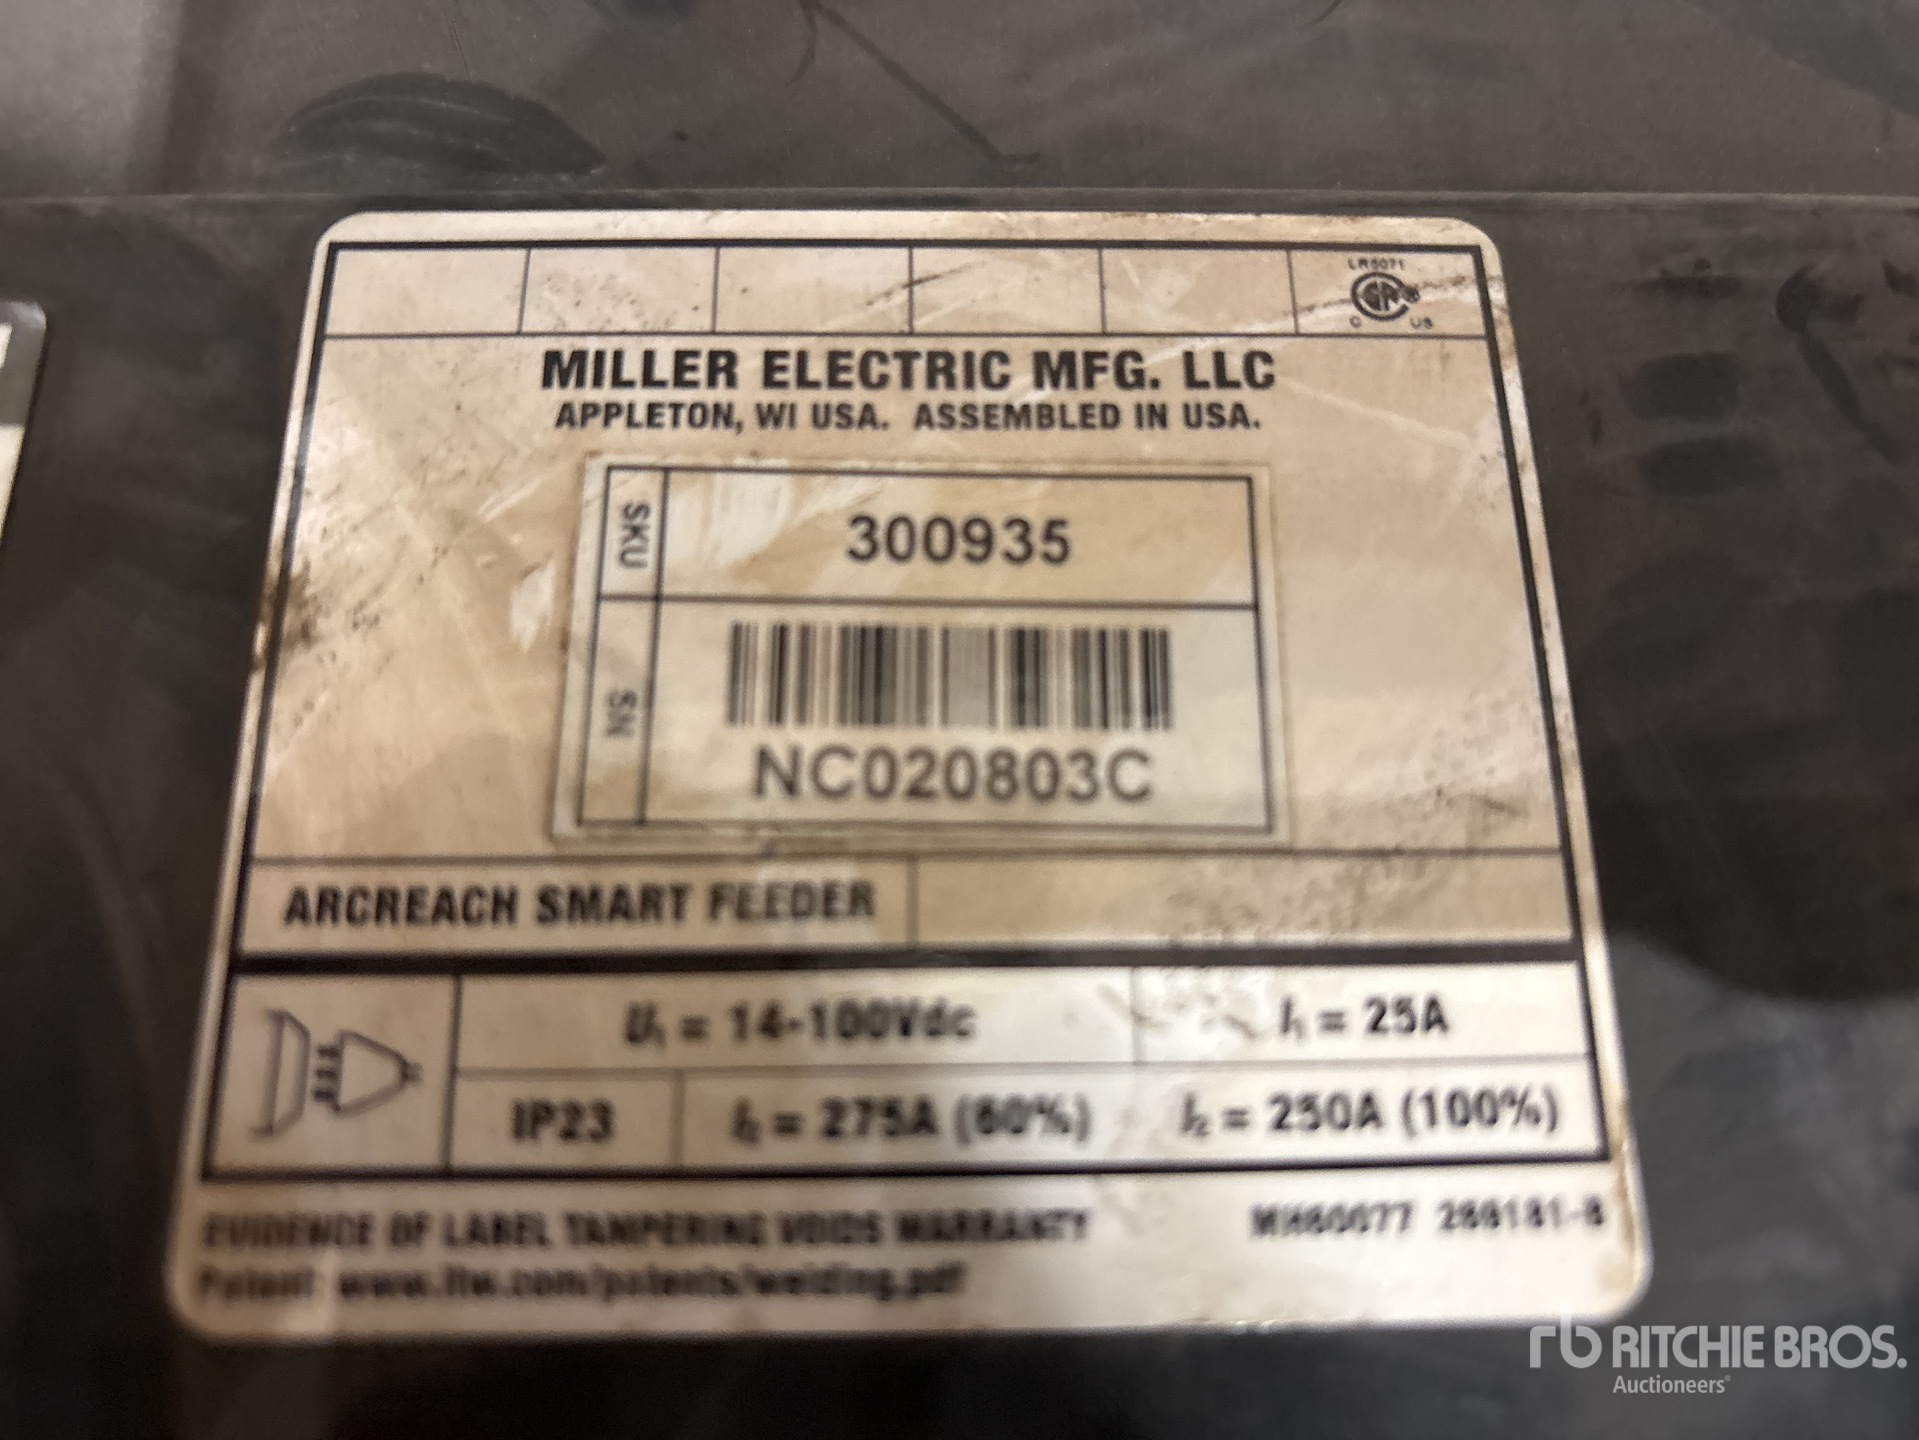 LR5071
C US
MILLER ELECTRIC MFG. LLC
APPLETON, WI USA. ASSEMBLED IN USA.
SKU
300935
SN
NC020803C
ARCREACH SMART FEEDER
U₁ = 14-100Vdc
I₁ = 25A
IP23
I₂ = 275A (60%)
I₂ = 250A (100%)
EVIDENCE OF LABEL TAMPERING VOIDS WARRANTY
Patent: www.itw.com/patents/welding.pdf
rb RITCHIE BROS.
Auctioneers®